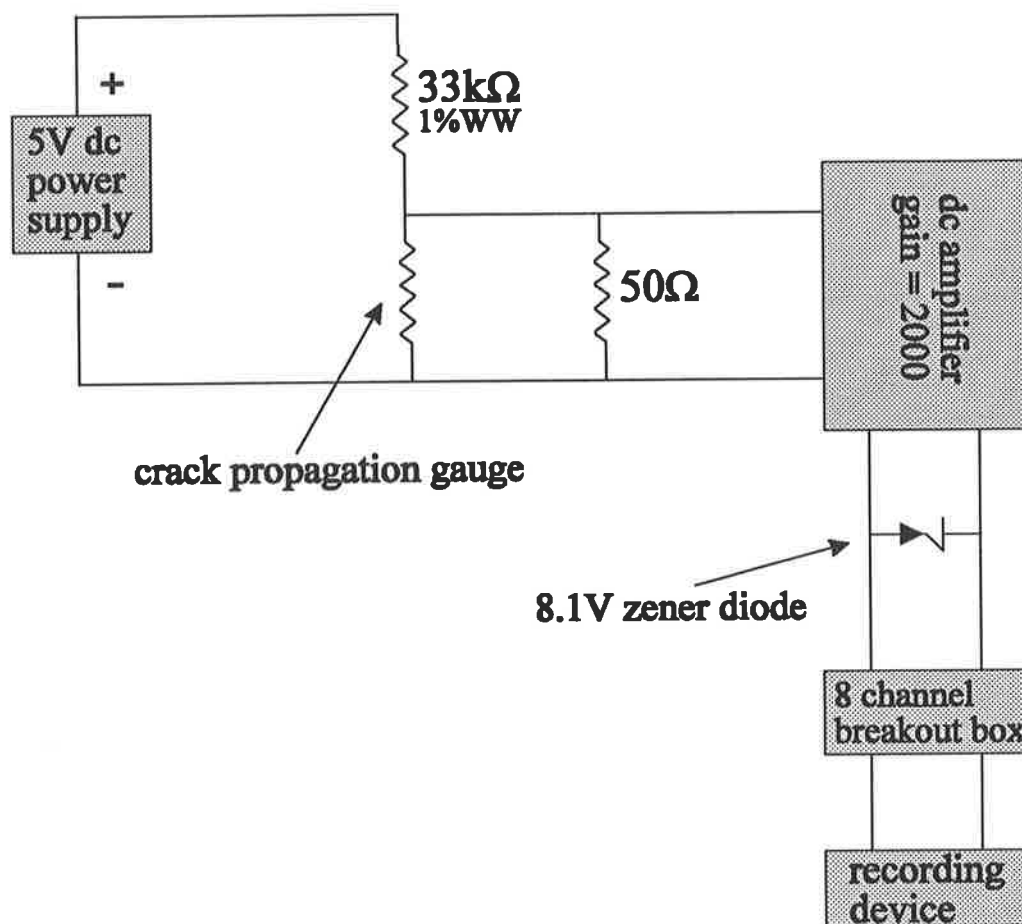 +
33kΩ
1%WW
5V dc
power
supply
-
50Ω
dc amplifier
gain = 2000
crack propagation gauge
8.1V zener diode
8 channel
breakout box
recording
device